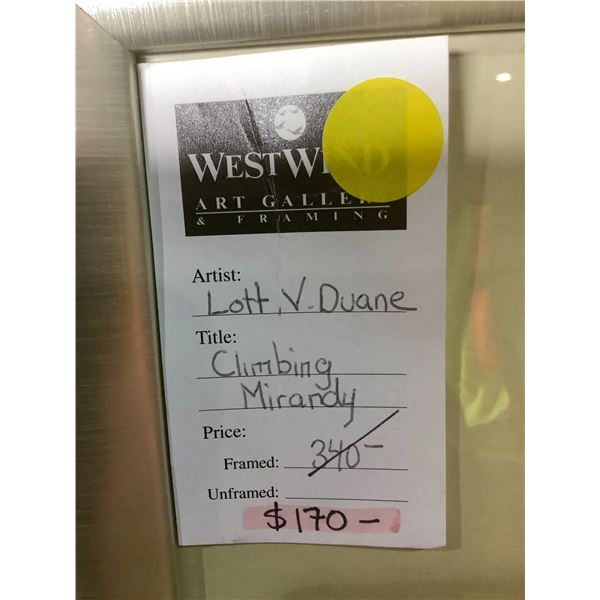 WESTWIND
ART GALLERY
& FRAMING
Artist:
Lott, V. Duane
Title:
Climbing
Mirandy
Price:
Framed: 340-
Unframed:
$170-